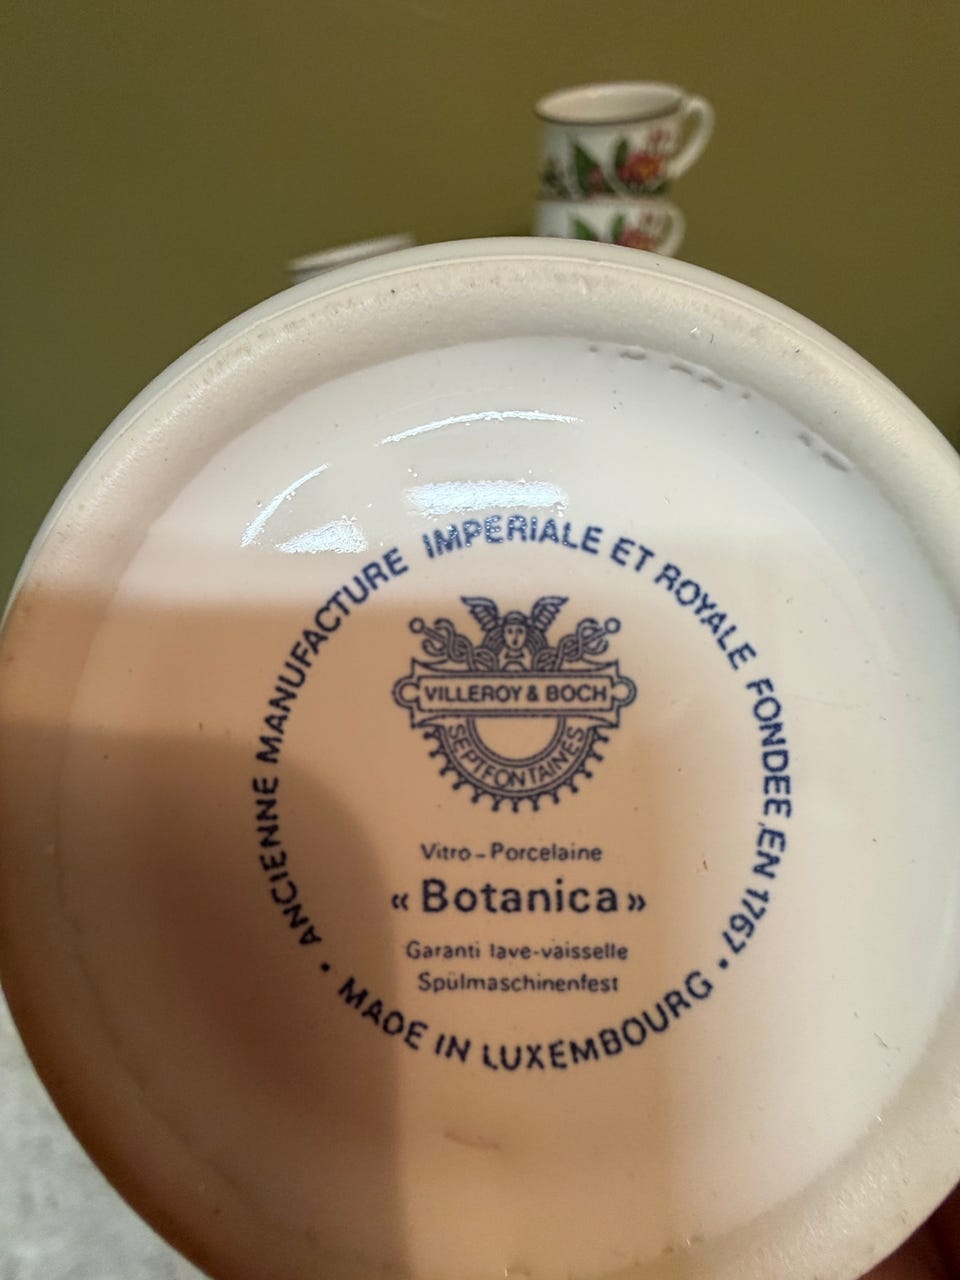 ANCIENNE MANUFACTURE IMPERIALE ET ROYALE FONDEE EN 1767
VILLEROY & BOCH
SEPTFONTAINES
Vitro-Porcelaine
«Botanica»
Garanti lave-vaisselle
Spülmaschinenfest
• MADE IN LUXEMBOURG •